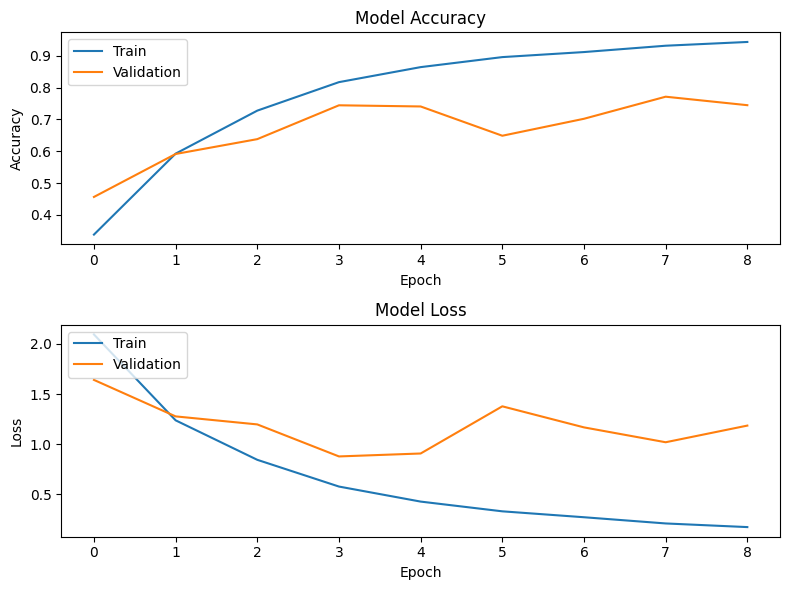 Model Accuracy
Train
Validation
0.9
0.8
0.7
0.6
0.5
0.4
Accuracy
0 1 2 3 4 5 6 7 8
Epoch
Model Loss
Train
Validation
2.0
1.5
1.0
0.5
Loss
0 1 2 3 4 5 6 7 8
Epoch